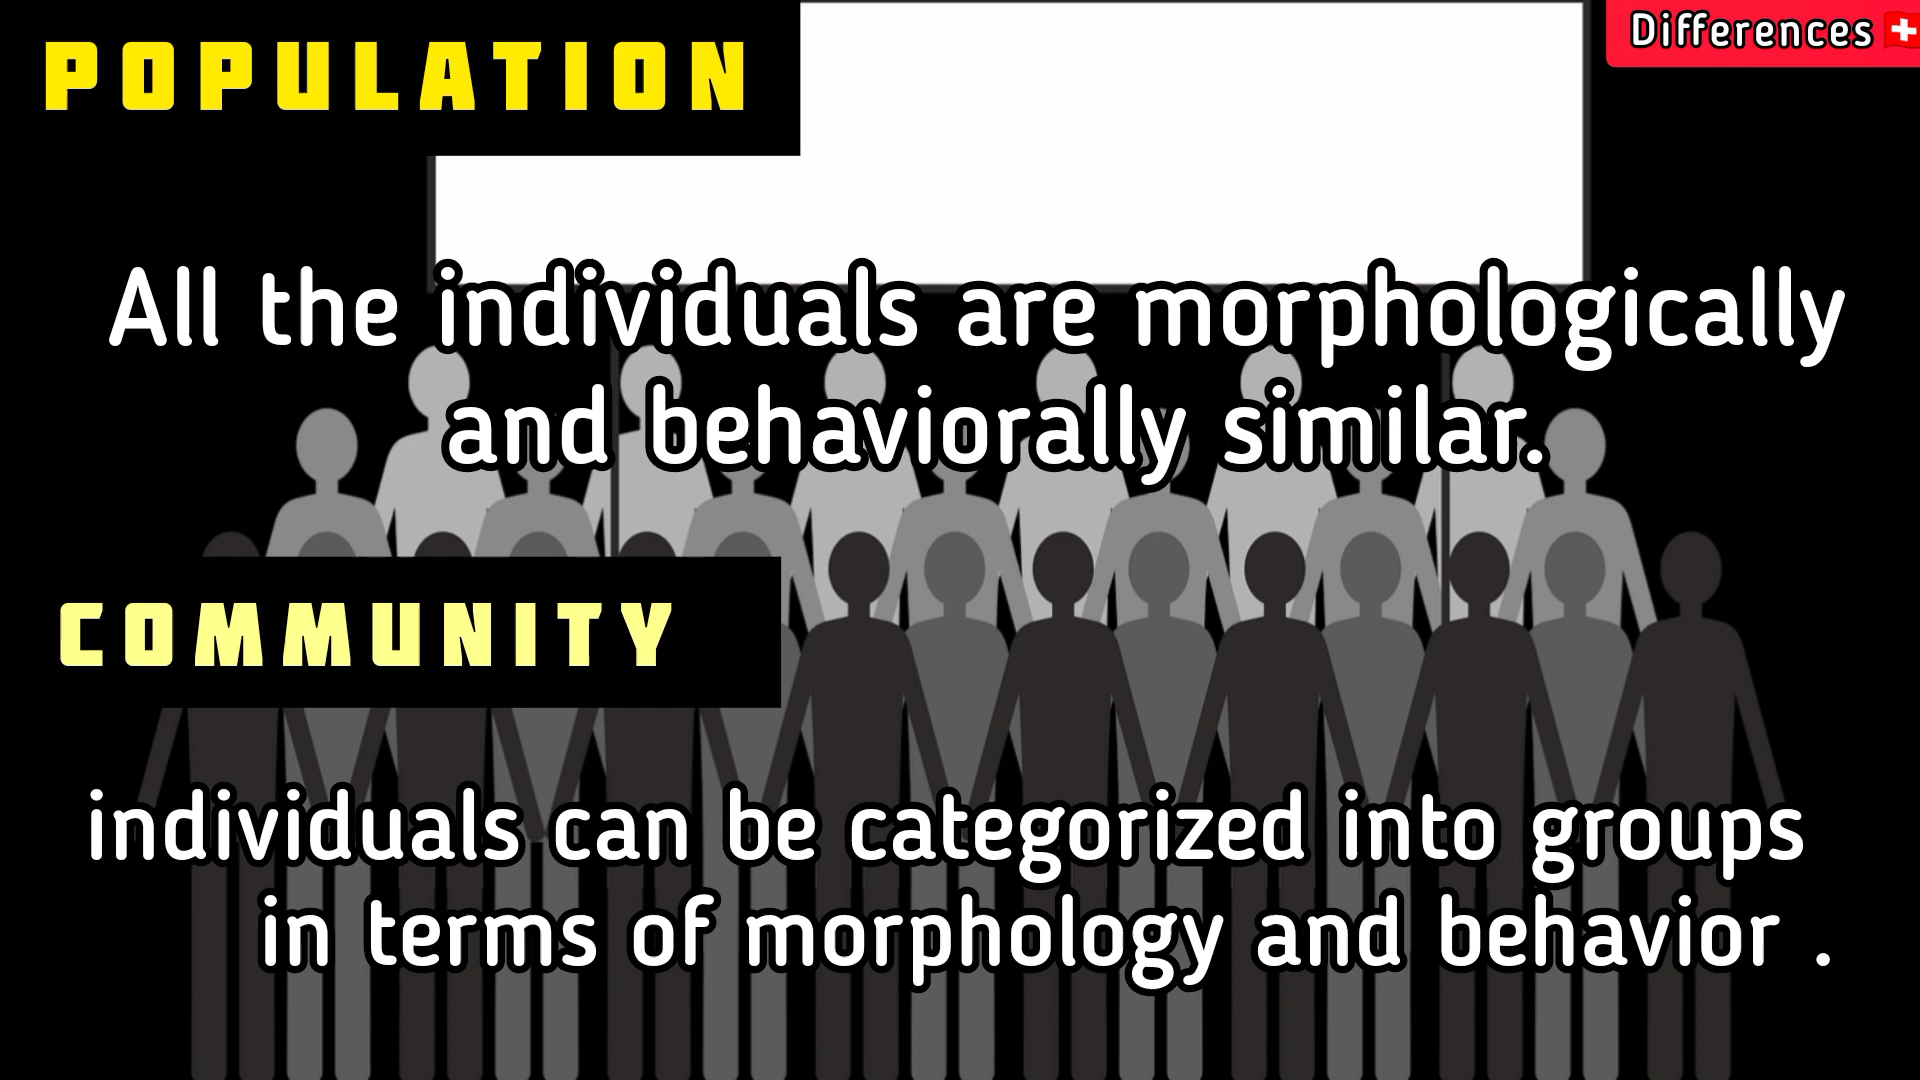 POPULATION
Differences
All the individuals are morphologically
and behaviorally similar.
COMMUNITY
individuals can be categorized into groups
in terms of morphology and behavior .